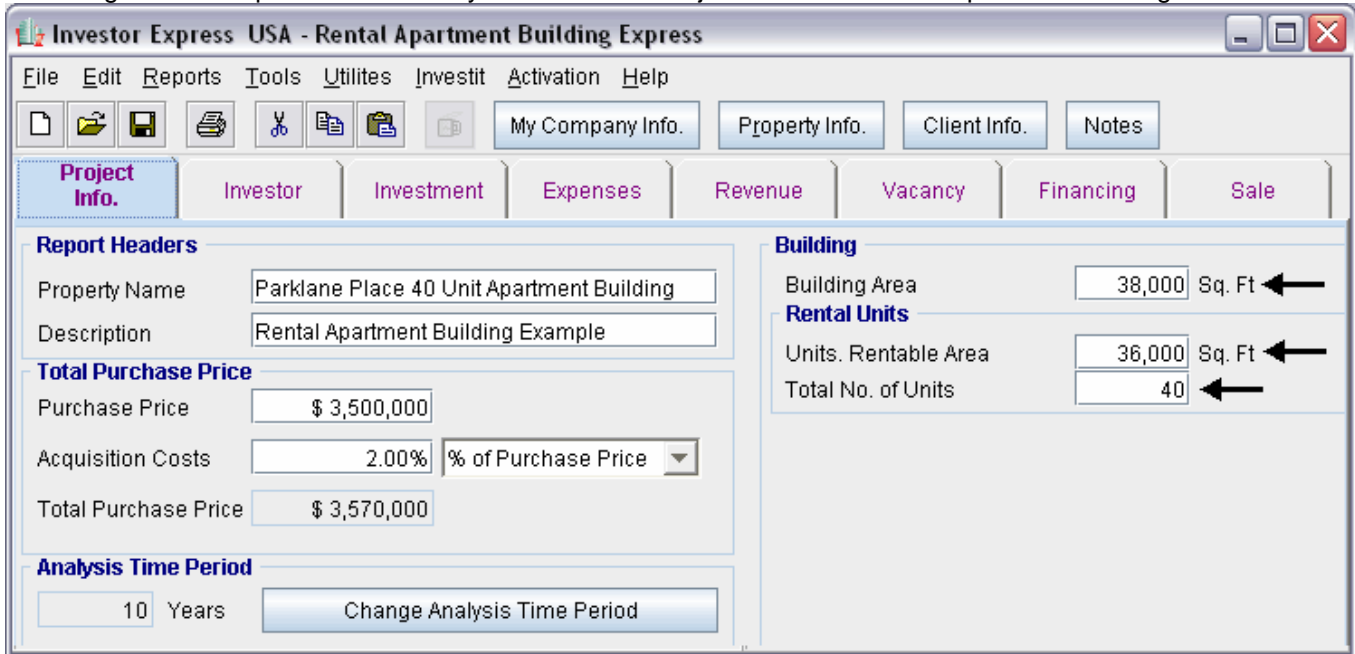 Investor Express USA - Rental Apartment Building Express
File Edit Reports Tools Utilites Investit Activation Help
My Company Info. Property Info. Client Info. Notes
Project Info. Investor Investment Expenses Revenue Vacancy Financing Sale
Report Headers
Property Name Parklane Place 40 Unit Apartment Building
Description Rental Apartment Building Example
Total Purchase Price
Purchase Price $ 3,500,000
Acquisition Costs 2.00% % of Purchase Price
Total Purchase Price $ 3,570,000
Analysis Time Period
10 Years Change Analysis Time Period
Building
Building Area 38,000 Sq. Ft
Rental Units
Units. Rentable Area 36,000 Sq. Ft
Total No. of Units 40